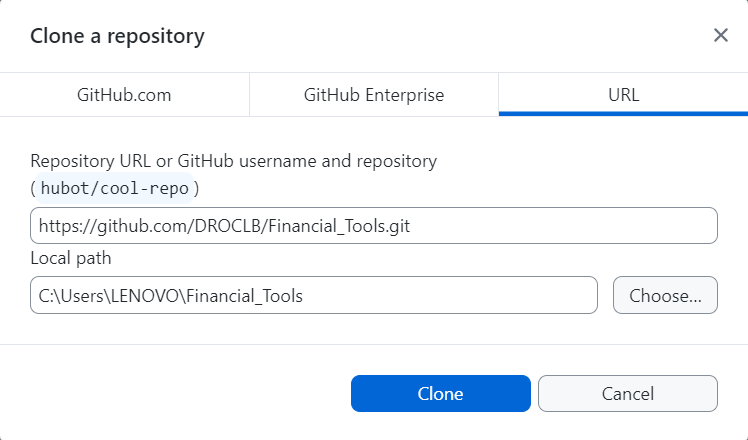 Clone a repository
GitHub.com
GitHub Enterprise
URL
Repository URL or GitHub username and repository
(hubot/cool-repo)
https://github.com/DROCLB/Financial_Tools.git
Local path
C:\Users\LENOVO\Financial_Tools
Choose...
Clone
Cancel